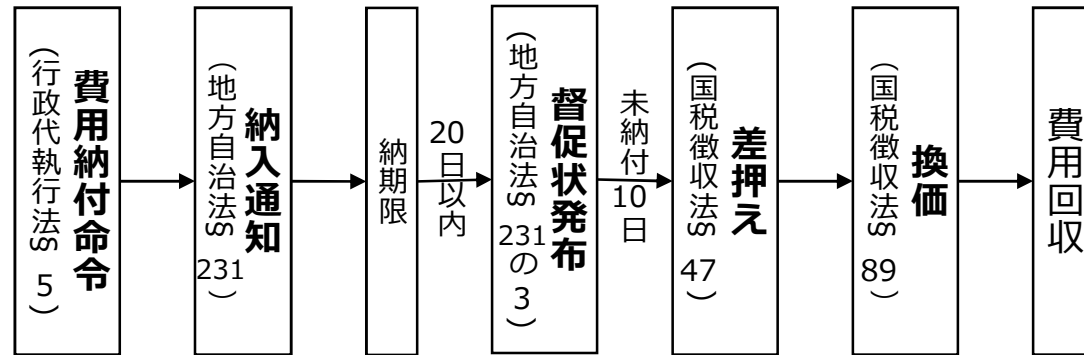 費用納付命令
（行政代執行法§5）
納入通知
（地方自治法§231）
納期限
20日以内
督促状発布
（地方自治法§231の3）
未納付10日
差押え
（国税徴収法§47）
換価
（国税徴収法§89）
費用回収